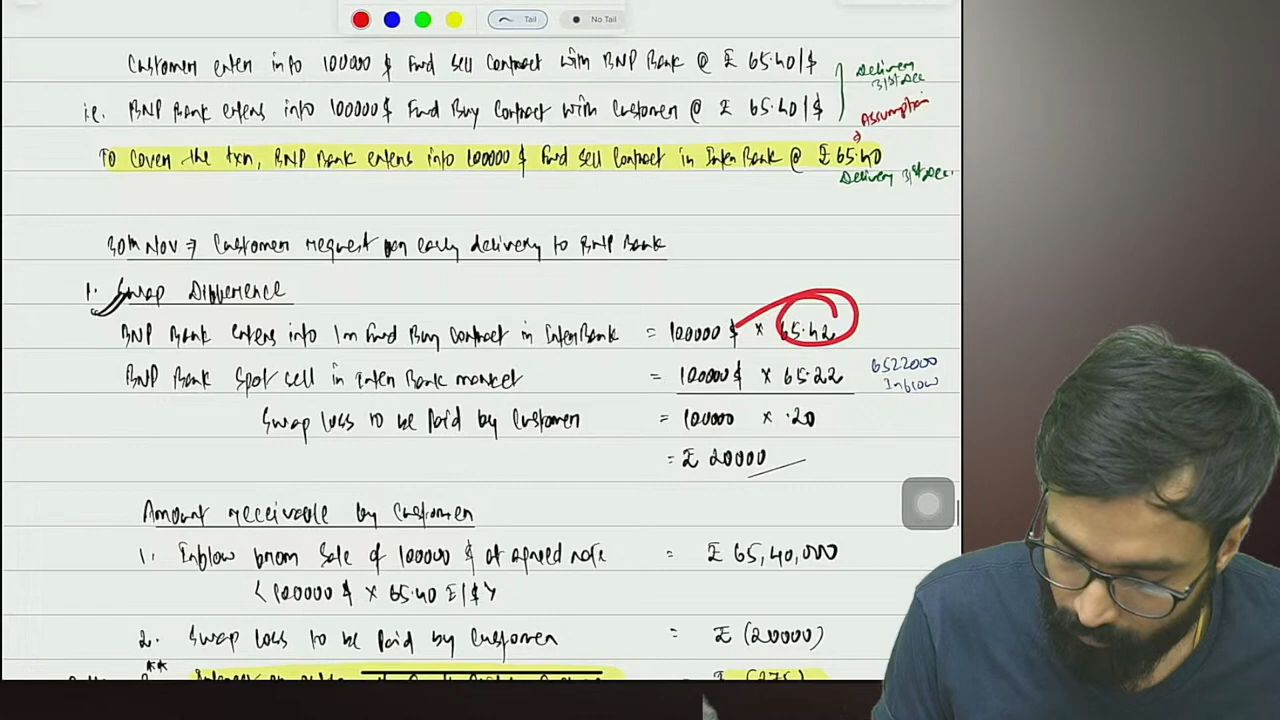 Tail
No Tail
Customer enters into 100000 $ Fwd Sell Contract with BNP Bank @ ₹ 65.40/$
Delivery
31st Dec
i.e. BNP Bank enters into 100000 $ Fwd Buy Contract with Customer @ ₹ 65.40/$
Assumption
To cover the txn, BNP Bank enters into 100000 $ Fwd Sell Contract in Inter Bank @ ₹ 65.40
Delivery 31st Dec.
30th Nov ⇒ Customer request for early delivery to BNP Bank
1. Swap Difference
BNP Bank enters into 1m Fwd Buy Contract in Inter Bank = 100000 $ × 65.42
BNP Bank Spot sell in Inter Bank market = 100000 $ × 65.22
6522000
Inflow
Swap loss to be paid by Customer = 100000 × .20
= ₹ 20000
Amount receivable by Customer
1. Inflow from Sale of 100000 $ at agreed rate = ₹ 65,40,000
< 100000 $ × 65.40 ₹/$ >
2. Swap loss to be paid by Customer = ₹ (20000)
**